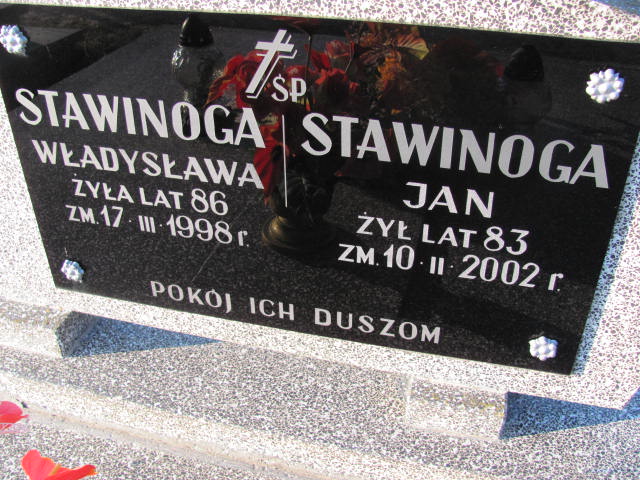 ŚP
STAWINOGA
WŁADYSŁAWA
ŻYŁA LAT 86
ZM. 17 · III · 1998 r.
STAWINOGA
JAN
ŻYŁ LAT 83
ZM. 10 · II · 2002 r.
POKÓJ ICH DUSZOM